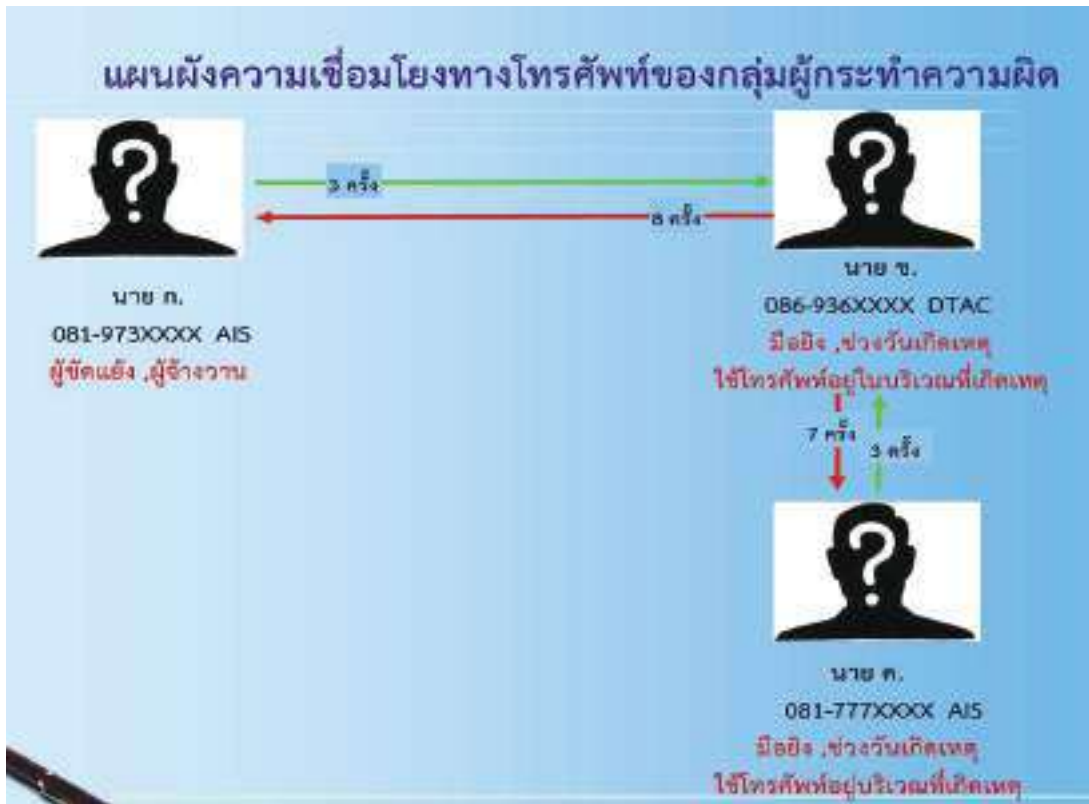 แผนผังความเชื่อมโยงทางโทรศัพท์ของกลุ่มผู้กระทำความผิด
3 ครั้ง
8 ครั้ง
นาย ก.
081-973XXXX AIS
ผู้ขัดแย้ง ,ผู้จ้างวาน
นาย ข.
086-936XXXX DTAC
มือยิง ,ช่วงวันเกิดเหตุ
ใช้โทรศัพท์อยู่ในบริเวณที่เกิดเหตุ
7 ครั้ง
3 ครั้ง
นาย ค.
081-777XXXX AIS
มือยิง ,ช่วงวันเกิดเหตุ
ใช้โทรศัพท์อยู่บริเวณที่เกิดเหตุ